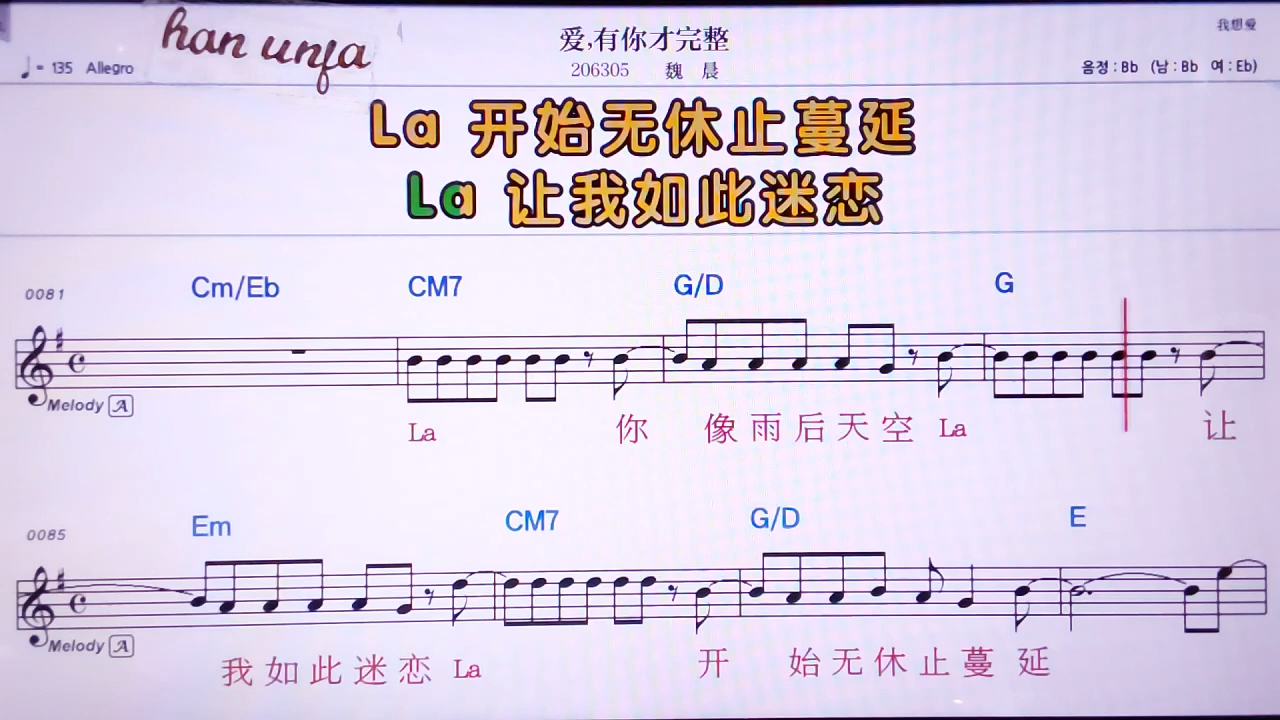 han unfa
爱,有你才完整
我想爱
♩= 135 Allegro
206305 魏 晨
음정 : Bb (남 : Bb 여 : Eb)
La 开始无休止蔓延
La 让我如此迷恋
0081 Cm/Eb CM7 G/D G
Melody A
La 你 像雨后天空 La 让
0085 Em CM7 G/D E
Melody A
我如此迷恋 La 开 始无休止蔓 延